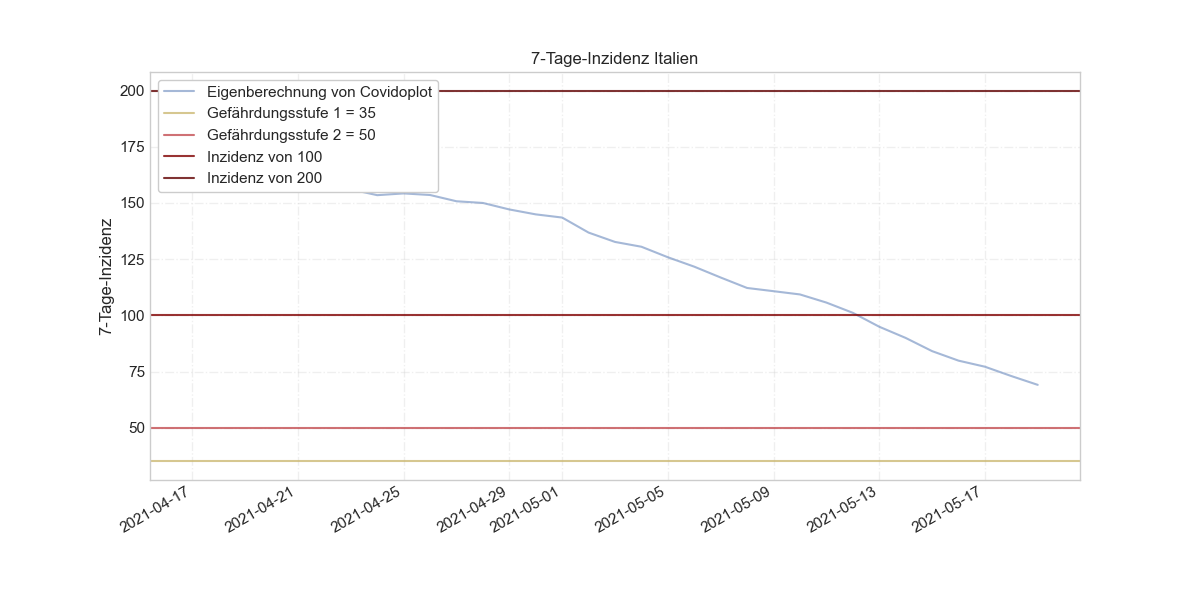 7-Tage-Inzidenz Italien
Eigenberechnung von Covidoplot
Gefährdungsstufe 1 = 35
Gefährdungsstufe 2 = 50
Inzidenz von 100
Inzidenz von 200
7-Tage-Inzidenz
200
175
150
125
100
75
50
2021-04-17
2021-04-21
2021-04-25
2021-04-29
2021-05-01
2021-05-05
2021-05-09
2021-05-13
2021-05-17